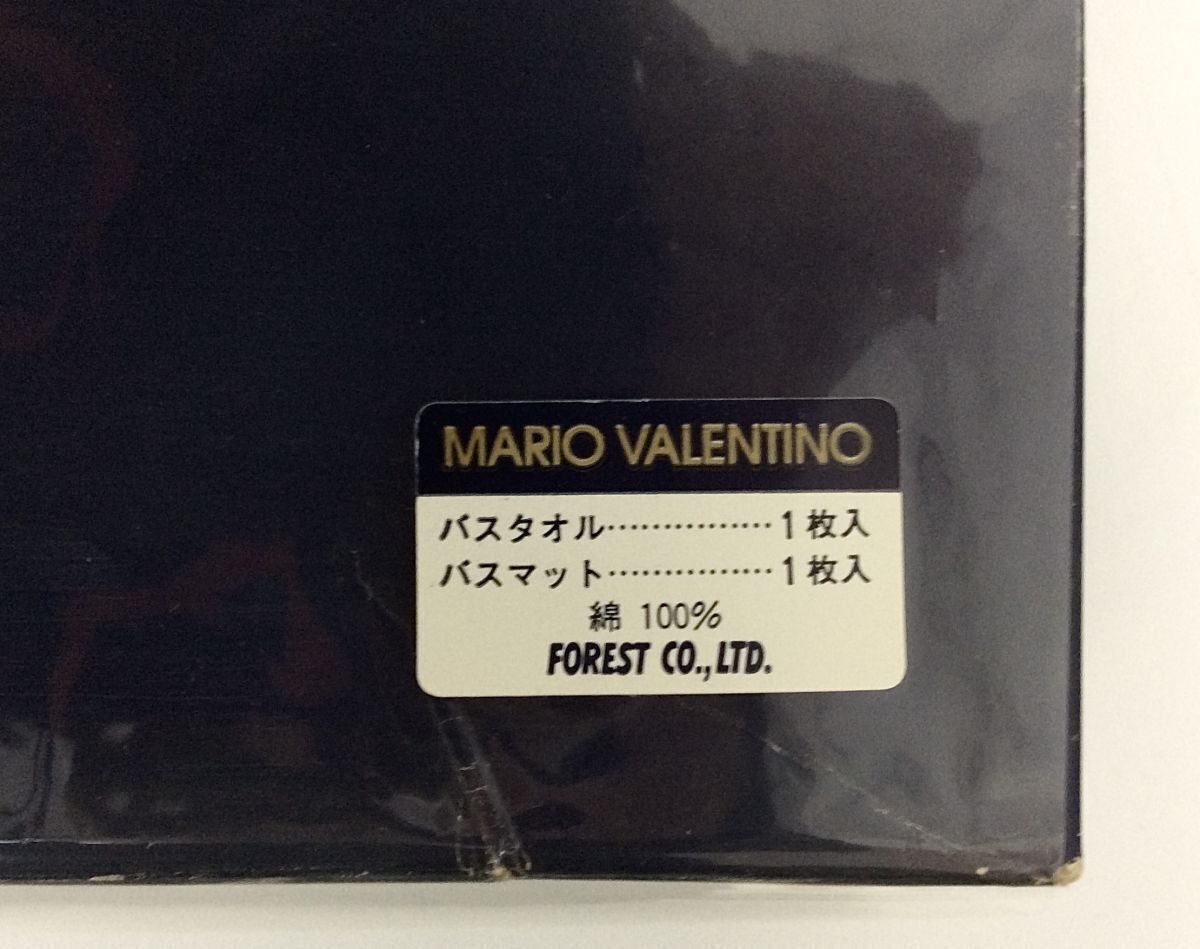 MARiO VALENTINO
バスタオル……………1枚入
バスマット……………1枚入
綿 100%
FOREST CO.,LTD.